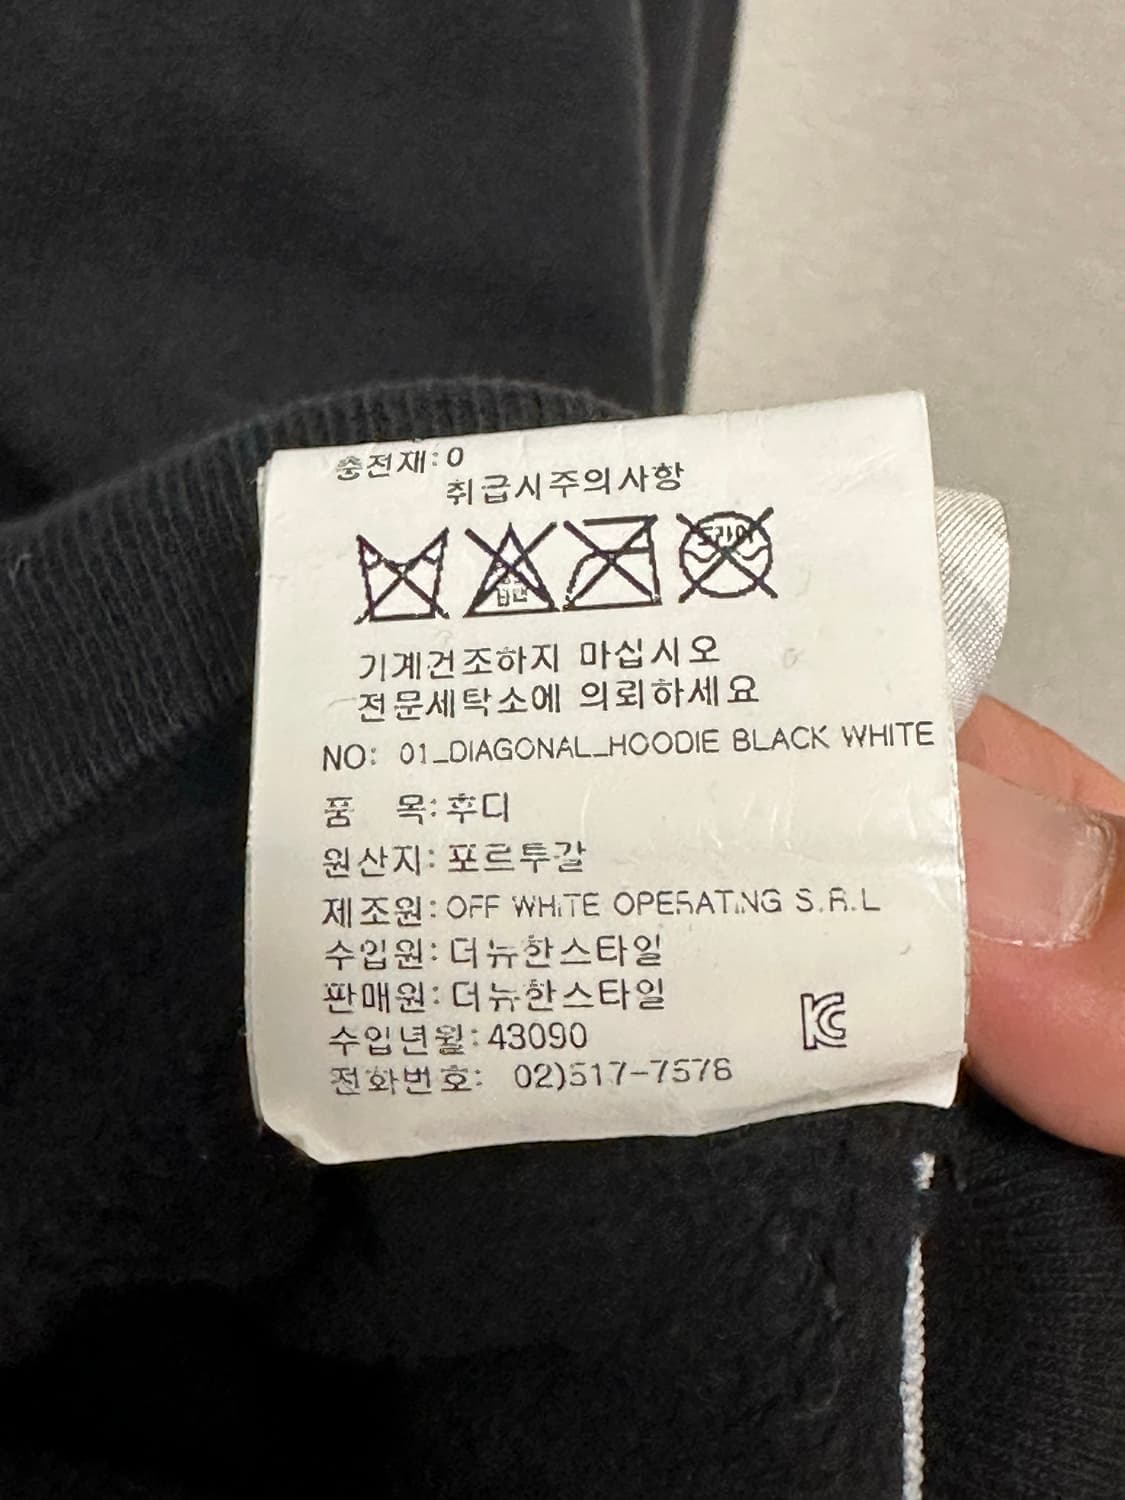 충전재:0
취급시주의사항
드라이
기계건조하지 마십시오
전문세탁소에 의뢰하세요
NO: 01_DIAGONAL_HOODIE BLACK WHITE
품 목:후디
원산지:포르투갈
제조원:OFF WHITE OPERATING S.R.L
수입원:더뉴한스타일
판매원:더뉴한스타일
수입년월:43090
전화번호: 02)517-7578